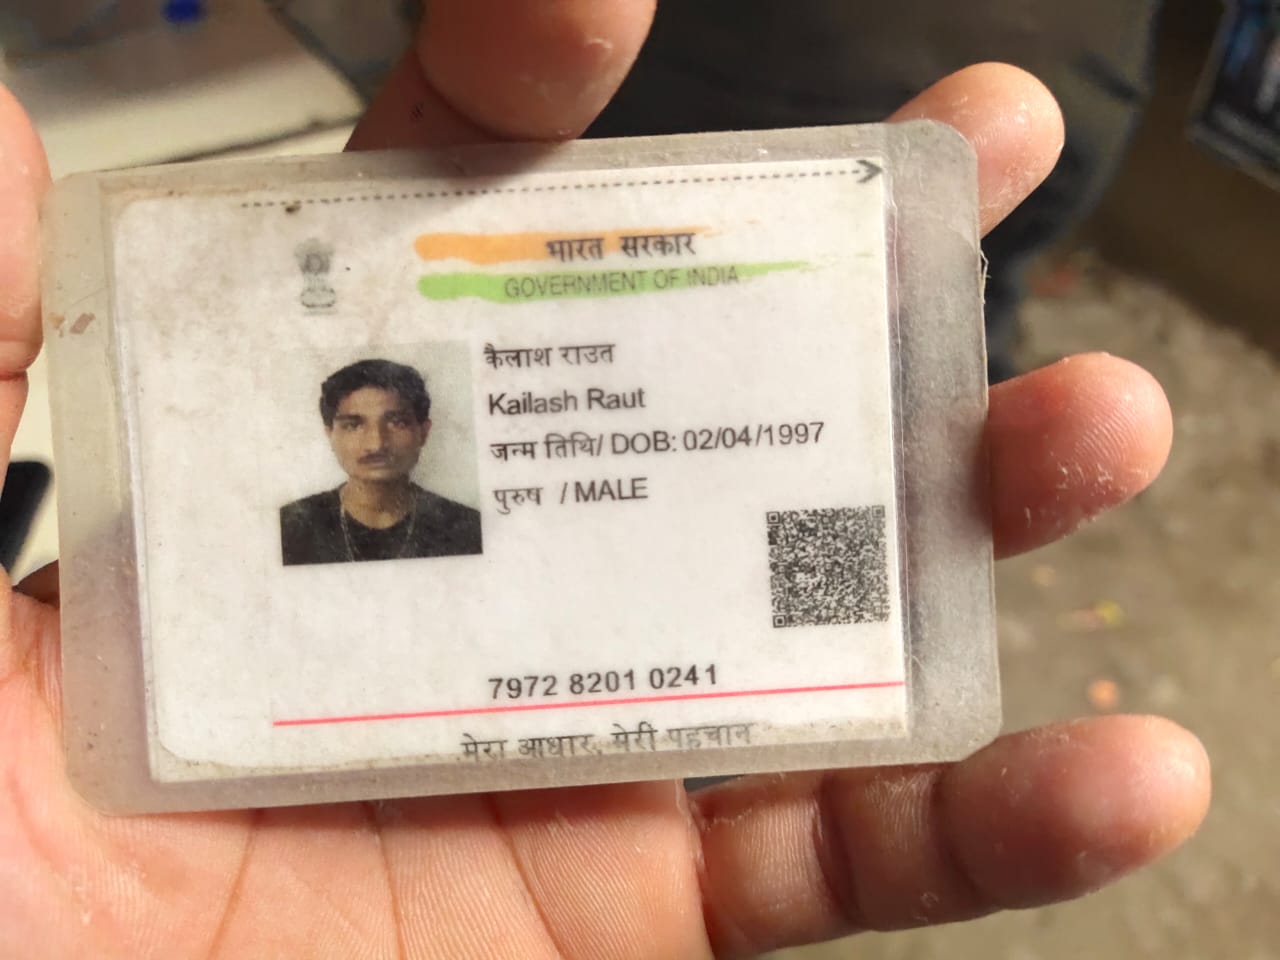 भारत सरकार
GOVERNMENT OF INDIA
कैलाश राउत
Kailash Raut
जन्म तिथि/ DOB: 02/04/1997
पुरुष / MALE
7972 8201 0241
मेरा आधार, मेरी पहचान